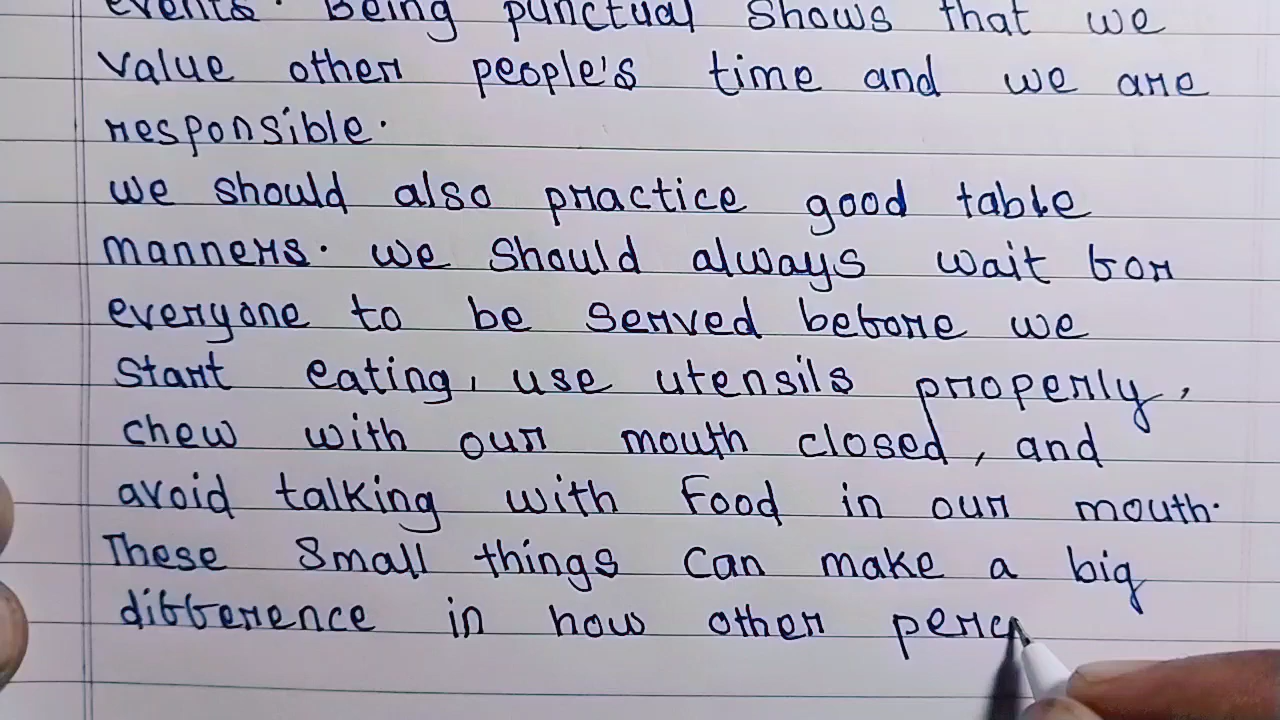 events. Being punctual shows that we
value other people's time and we are
responsible.
we should also practice good table
manners. we should always wait for
everyone to be served before we
start eating, use utensils properly,
chew with our mouth closed, and
avoid talking with food in our mouth.
These small things can make a big
difference in how other